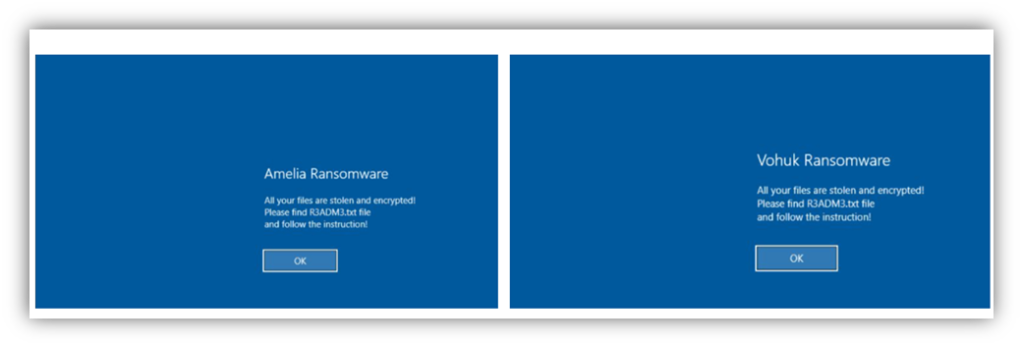 Amelia Ransomware
All your files are stolen and encrypted!
Please find R3ADM3.txt file
and follow the instruction!
OK
Vohuk Ransomware
All your files are stolen and encrypted!
Please find R3ADM3.txt file
and follow the instruction!
OK